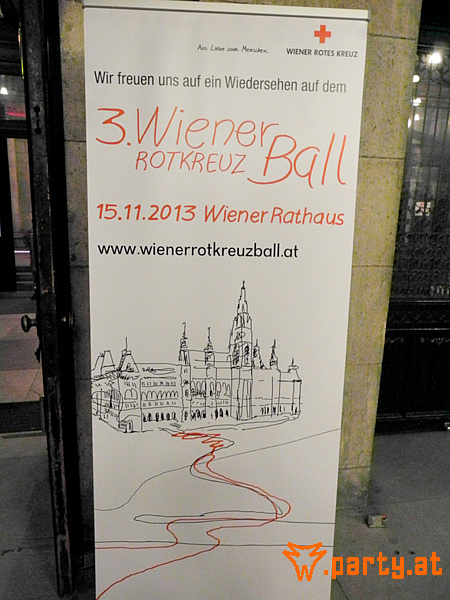 Aus Liebe zum Menschen.
WIENER ROTES KREUZ
Wir freuen uns auf ein Wiedersehen auf dem
3. Wiener
ROTKREUZ Ball
15.11.2013 Wiener Rathaus
www.wienerrotkreuzball.at
w.party.at